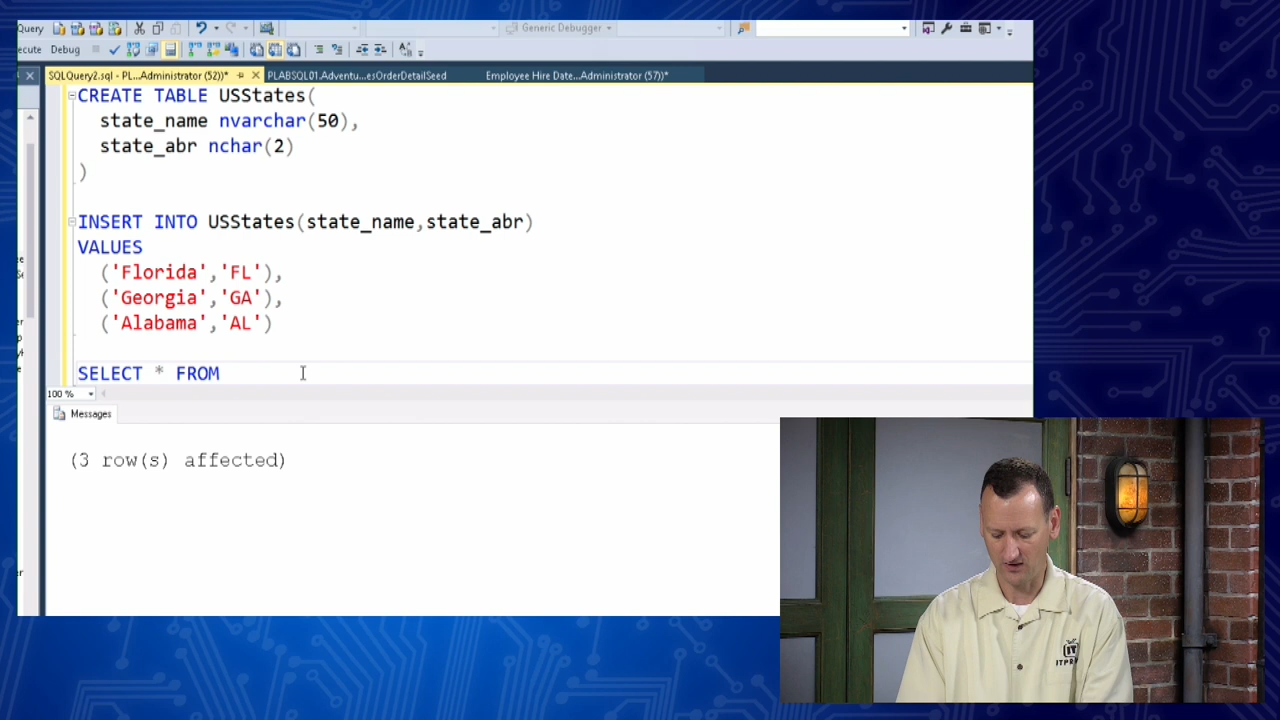 Query
Generic Debugger
ecute Debug
SQLQuery2.sql - PL...Administrator (52))* PLABSQL01.Adventu...esOrderDetailSeed Employee Hire Date...Administrator (57))*
CREATE TABLE USStates(
state_name nvarchar(50),
state_abr nchar(2)
)
INSERT INTO USStates(state_name,state_abr)
VALUES
('Florida','FL'),
('Georgia','GA'),
('Alabama','AL')
SELECT * FROM
100 %
Messages
(3 row(s) affected)
IT
ITPR